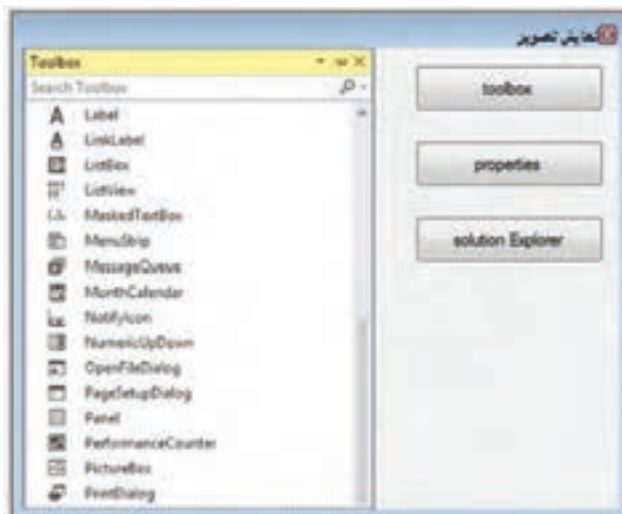 نمایش تصویر
Toolbox
Search Toolbox
Label
LinkLabel
ListBox
ListView
MaskedTextBox
MenuStrip
MessageQueue
MonthCalendar
NotifyIcon
NumericUpDown
OpenFileDialog
PageSetupDialog
Panel
PerformanceCounter
PictureBox
PrintDialog
toolbox
properties
solution Explorer